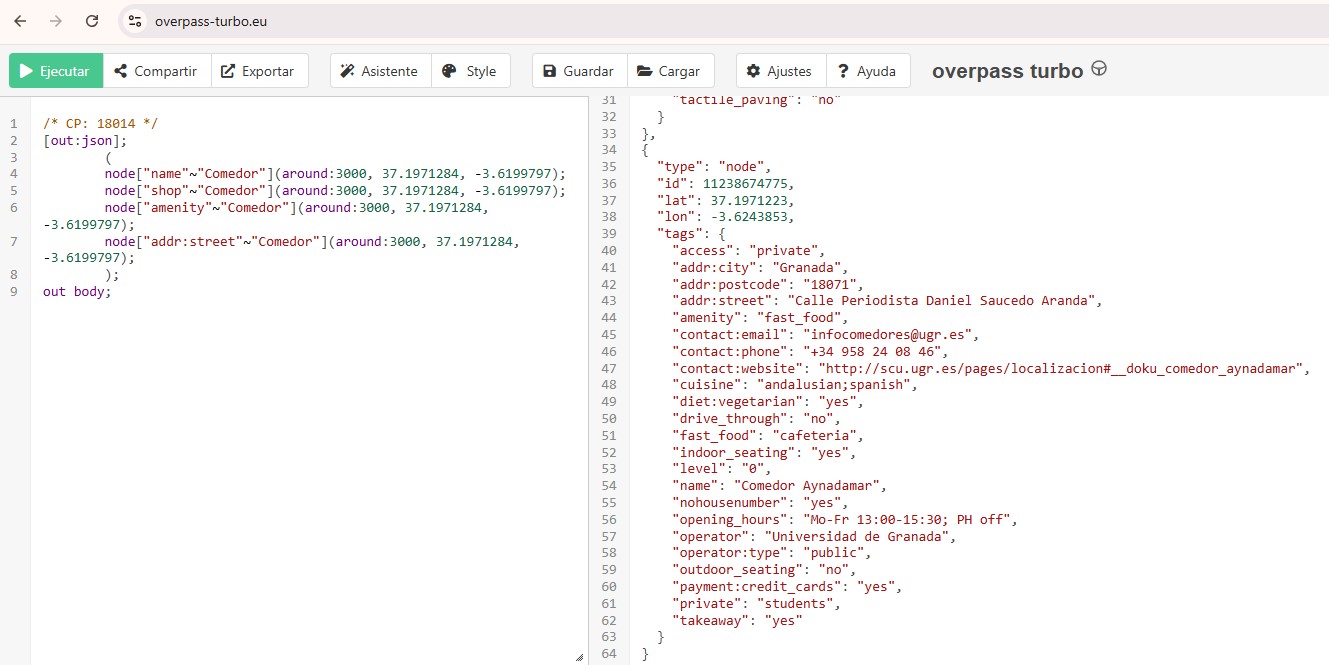 overpass-turbo.eu
Ejecutar Compartir Exportar Asistente Style Guardar Cargar Ajustes ? Ayuda overpass turbo
1 /* CP: 18014 */
2 [out:json];
3 (
4 node["name"~"Comedor"](around:3000, 37.1971284, -3.6199797);
5 node["shop"~"Comedor"](around:3000, 37.1971284, -3.6199797);
6 node["amenity"~"Comedor"](around:3000, 37.1971284,
-3.6199797);
7 node["addr:street"~"Comedor"](around:3000, 37.1971284,
-3.6199797);
8 );
9 out body;
31 "tactile_paving": "no"
32 }
33 },
34 {
35 "type": "node",
36 "id": 11238674775,
37 "lat": 37.1971223,
38 "lon": -3.6243853,
39 "tags": {
40 "access": "private",
41 "addr:city": "Granada",
42 "addr:postcode": "18071",
43 "addr:street": "Calle Periodista Daniel Saucedo Aranda",
44 "amenity": "fast_food",
45 "contact:email": "infocomedores@ugr.es",
46 "contact:phone": "+34 958 24 08 46",
47 "contact:website": "http://scu.ugr.es/pages/localizacion#__doku_comedor_aynadamar",
48 "cuisine": "andalusian;spanish",
49 "diet:vegetarian": "yes",
50 "drive_through": "no",
51 "fast_food": "cafeteria",
52 "indoor_seating": "yes",
53 "level": "0",
54 "name": "Comedor Aynadamar",
55 "nohousenumber": "yes",
56 "opening_hours": "Mo-Fr 13:00-15:30; PH off",
57 "operator": "Universidad de Granada",
58 "operator:type": "public",
59 "outdoor_seating": "no",
60 "payment:credit_cards": "yes",
61 "private": "students",
62 "takeaway": "yes"
63 }
64 }